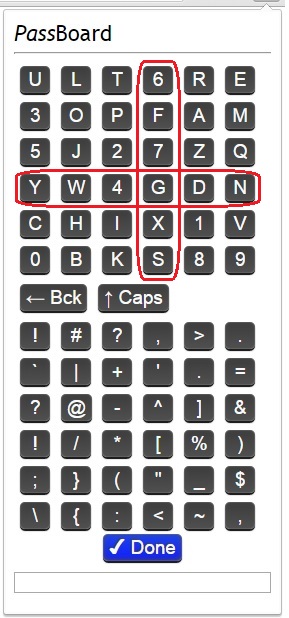 PassBoard
U L T 6 R E
3 O P F A M
5 J 2 7 Z Q
Y W 4 G D N
C H I X 1 V
0 B K S 8 9
← Bck ↑ Caps
! # ? , > .
` | + ' . =
? @ - ^ ] &
! / * [ % )
; } ( " _ $
\ { : < ~ ,
✓ Done